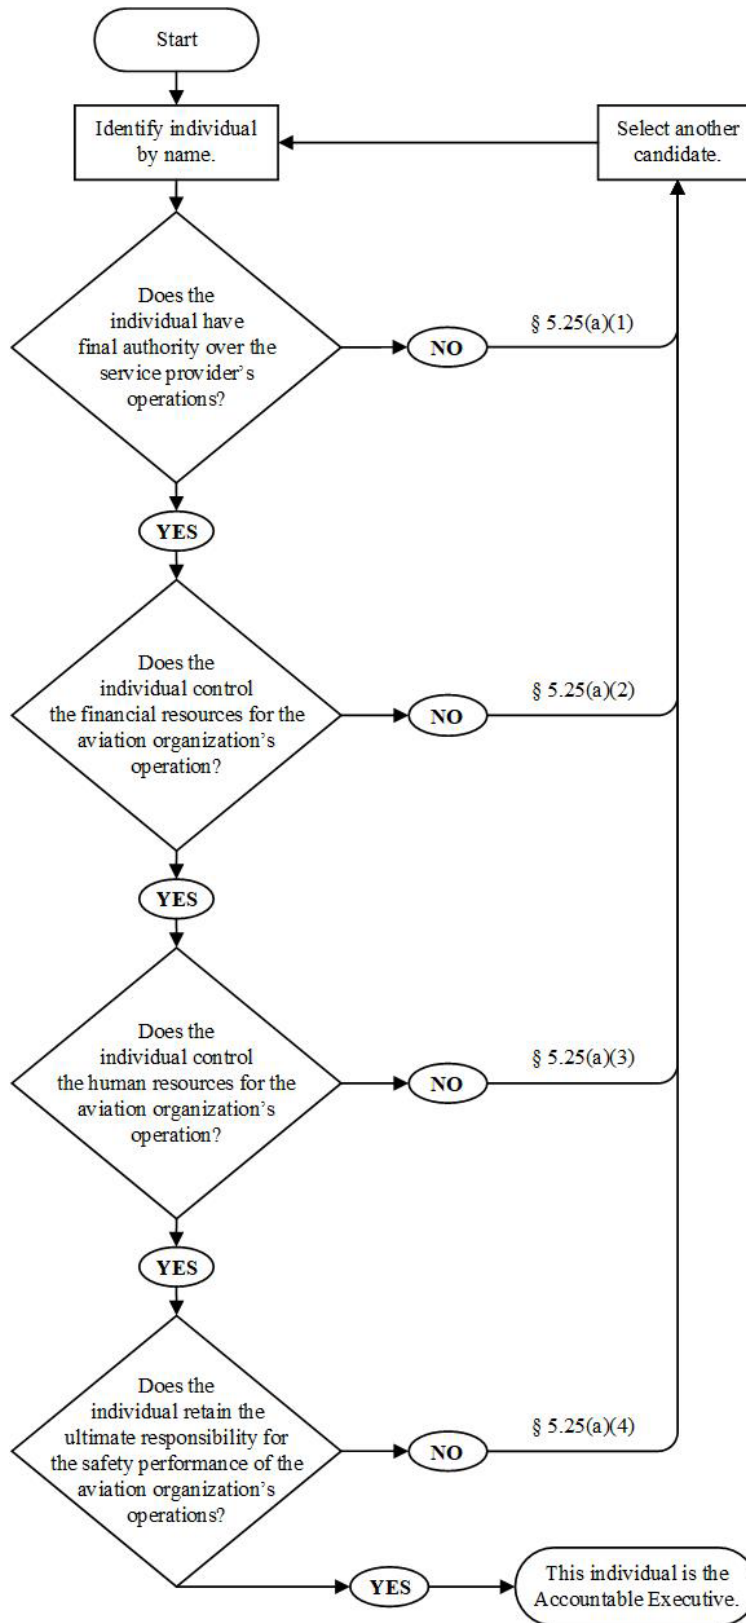 Start
Identify individual
by name.
Select another
candidate.
Does the
individual have
final authority over the
service provider's
operations?
NO
§ 5.25(a)(1)
YES
Does the
individual control
the financial resources for the
aviation organization's
operation?
NO
§ 5.25(a)(2)
YES
Does the
individual control
the human resources for the
aviation organization's
operation?
NO
§ 5.25(a)(3)
YES
Does the
individual retain the
ultimate responsibility for
the safety performance of the
aviation organization's
operations?
NO
§ 5.25(a)(4)
YES
This individual is the
Accountable Executive.